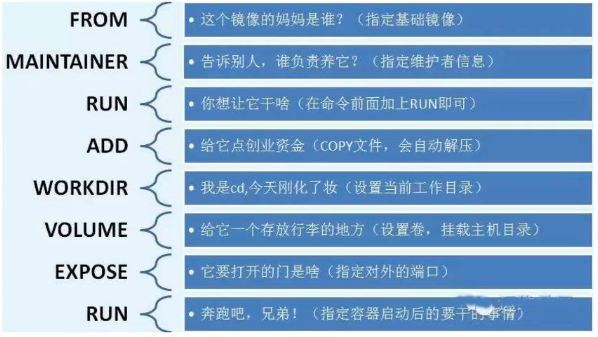 FROM
• 这个镜像的妈妈是谁？（指定基础镜像）
MAINTAINER
• 告诉别人，谁负责养它？（指定维护者信息）
RUN
• 你想让它干啥（在命令前面加上RUN即可）
ADD
• 给它点创业资金（COPY文件，会自动解压）
WORKDIR
• 我是cd,今天刚化了妆（设置当前工作目录）
VOLUME
• 给它一个存放行李的地方（设置卷，挂载主机目录）
EXPOSE
• 它要打开的门是啥（指定对外的端口）
RUN
• 奔跑吧，兄弟！（指定容器启动后的要干的事情）